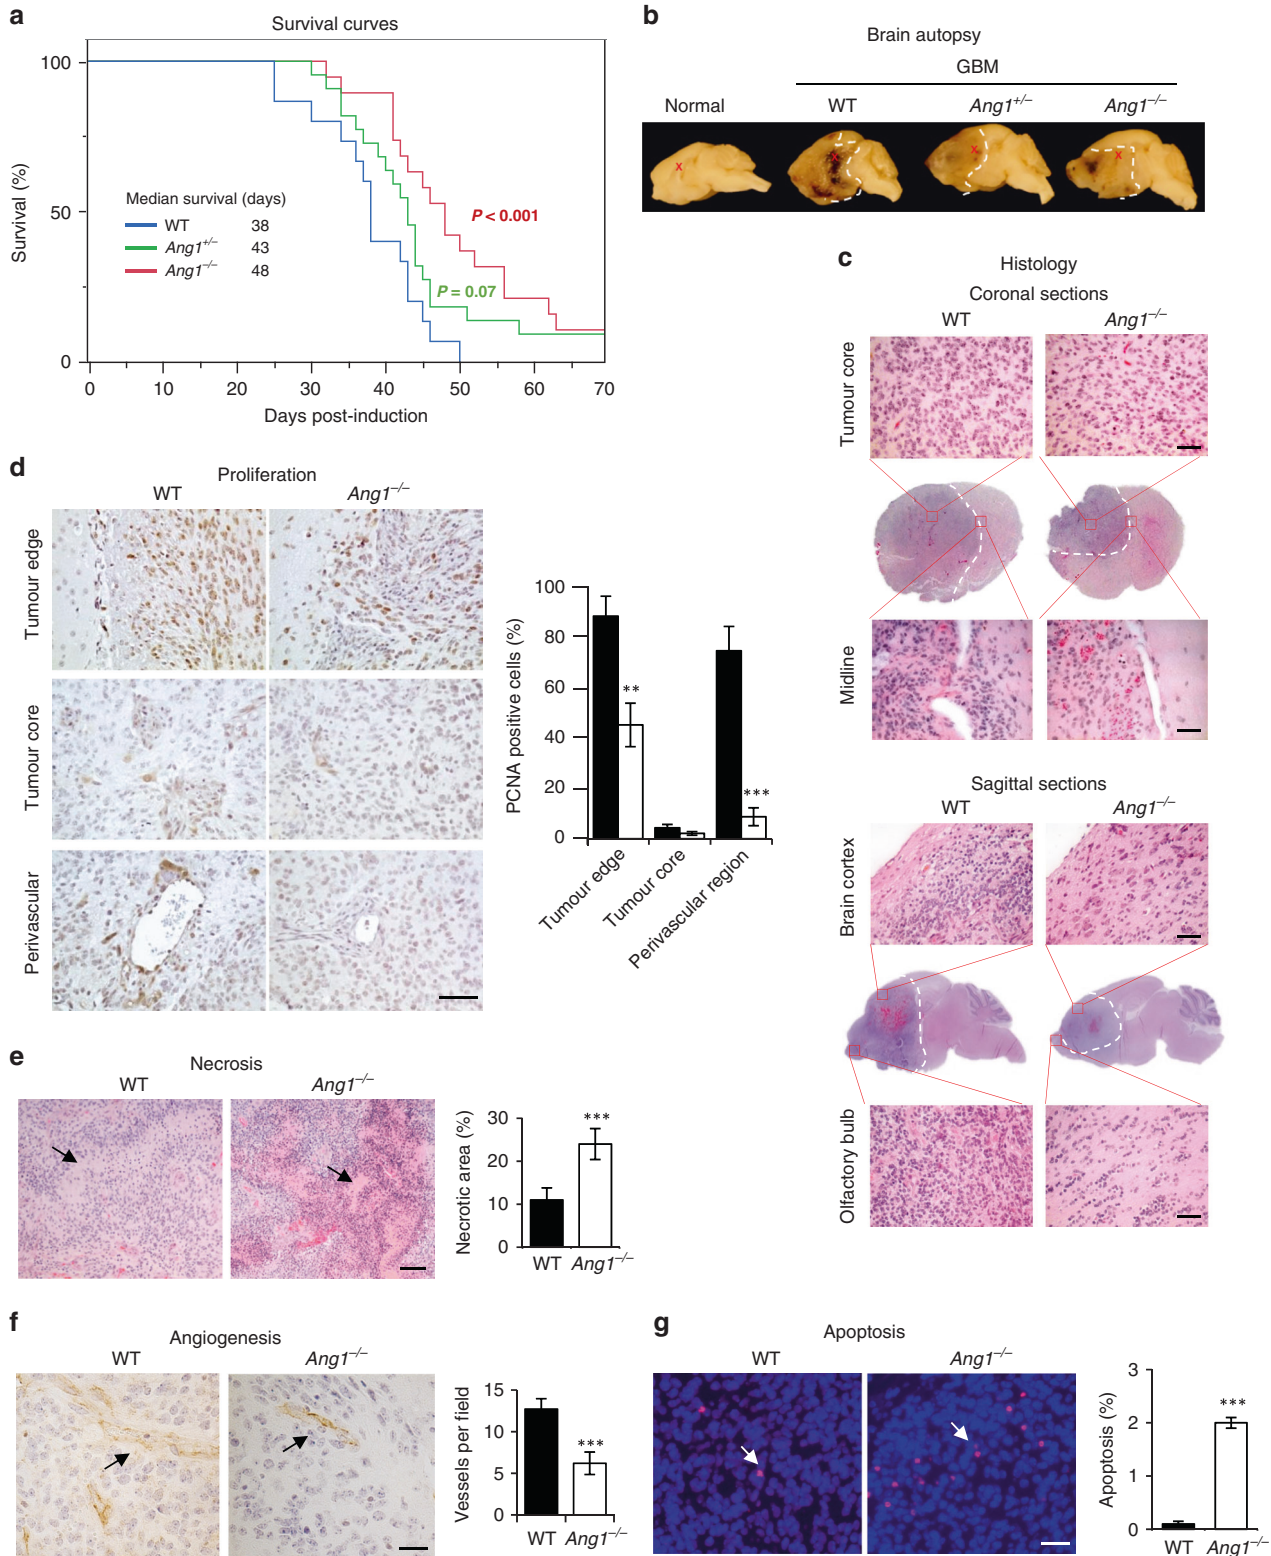 a
Survival curves
100
50
0
Survival (%)
Median survival (days)
WT 38
Ang1+/– 43
Ang1–/– 48
P < 0.001
P = 0.07
0 10 20 30 40 50 60 70
Days post-induction
b
Brain autopsy
GBM
Normal WT Ang1+/– Ang1–/–
x x x x
c
Histology
Coronal sections
WT Ang1–/–
Tumour core
Midline
Sagittal sections
WT Ang1–/–
Brain cortex
Olfactory bulb
d
Proliferation
WT Ang1–/–
Tumour edge
Tumour core
Perivascular
PCNA positive cells (%)
100
80
60
40
20
0
**
***
Tumour edge
Tumour core
Perivascular region
e
Necrosis
WT Ang1–/–
Necrotic area (%)
30
20
10
0
***
WT Ang1–/–
f
Angiogenesis
WT Ang1–/–
Vessels per field
15
10
5
0
***
WT Ang1–/–
g
Apoptosis
WT Ang1–/–
Apoptosis (%)
3
2
1
0
***
WT Ang1–/–